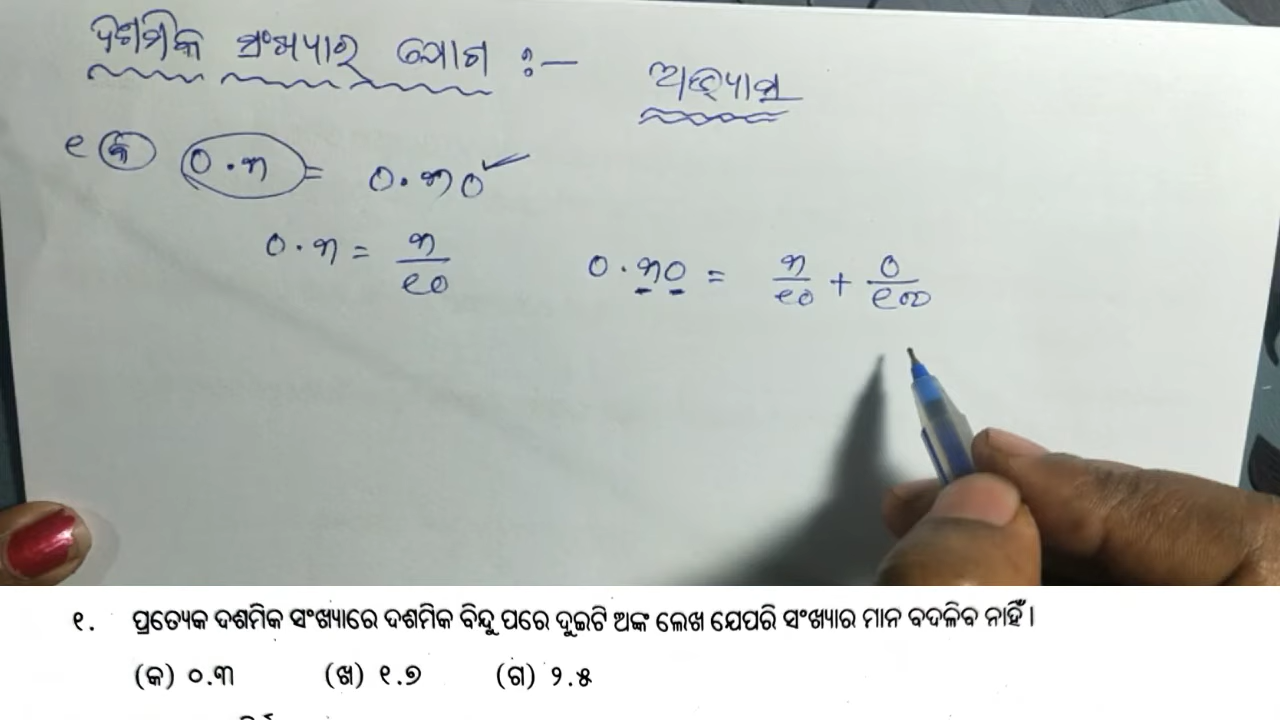 ଦଶମିକ ସଂଖ୍ୟାର ଯୋଗ :-
ଅଭ୍ୟାସ
୧ (କ) ୦.୩ = ୦.୩୦ ✓
୦.୩ = ୩/୧୦
୦.୩୦ = ୩/୧୦ + ୦/୧୦୦
୧. ପ୍ରତ୍ୟେକ ଦଶମିକ ସଂଖ୍ୟାରେ ଦଶମିକ ବିନ୍ଦୁ ପରେ ଦୁଇଟି ଅଙ୍କ ଲେଖ ଯେପରି ସଂଖ୍ୟାର ମାନ ବଦଳିବ ନାହିଁ ।
(କ) ୦.୩ (ଖ) ୧.୭ (ଗ) ୨.୫